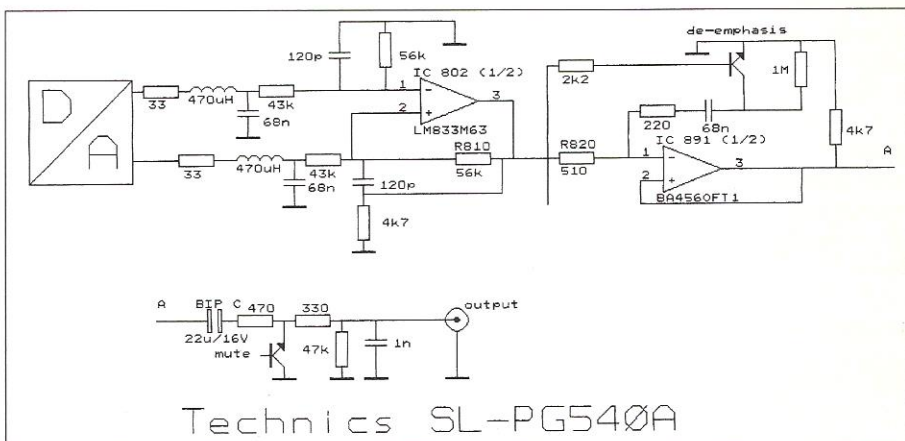 de-emphasis
120p
56k
IC 802 (1/2)
2k2
1M
D
A
33
470uH
43k
68n
1
-
2
+
3
LM833M63
220
68n
4k7
R820
510
IC 891 (1/2)
1
-
2
+
3
A
BA4560FT1
33
470uH
43k
68n
R810
56k
120p
4k7
A
BIP C
470
330
output
22u/16V
mute
47k
1n
Technics SL-PG540A